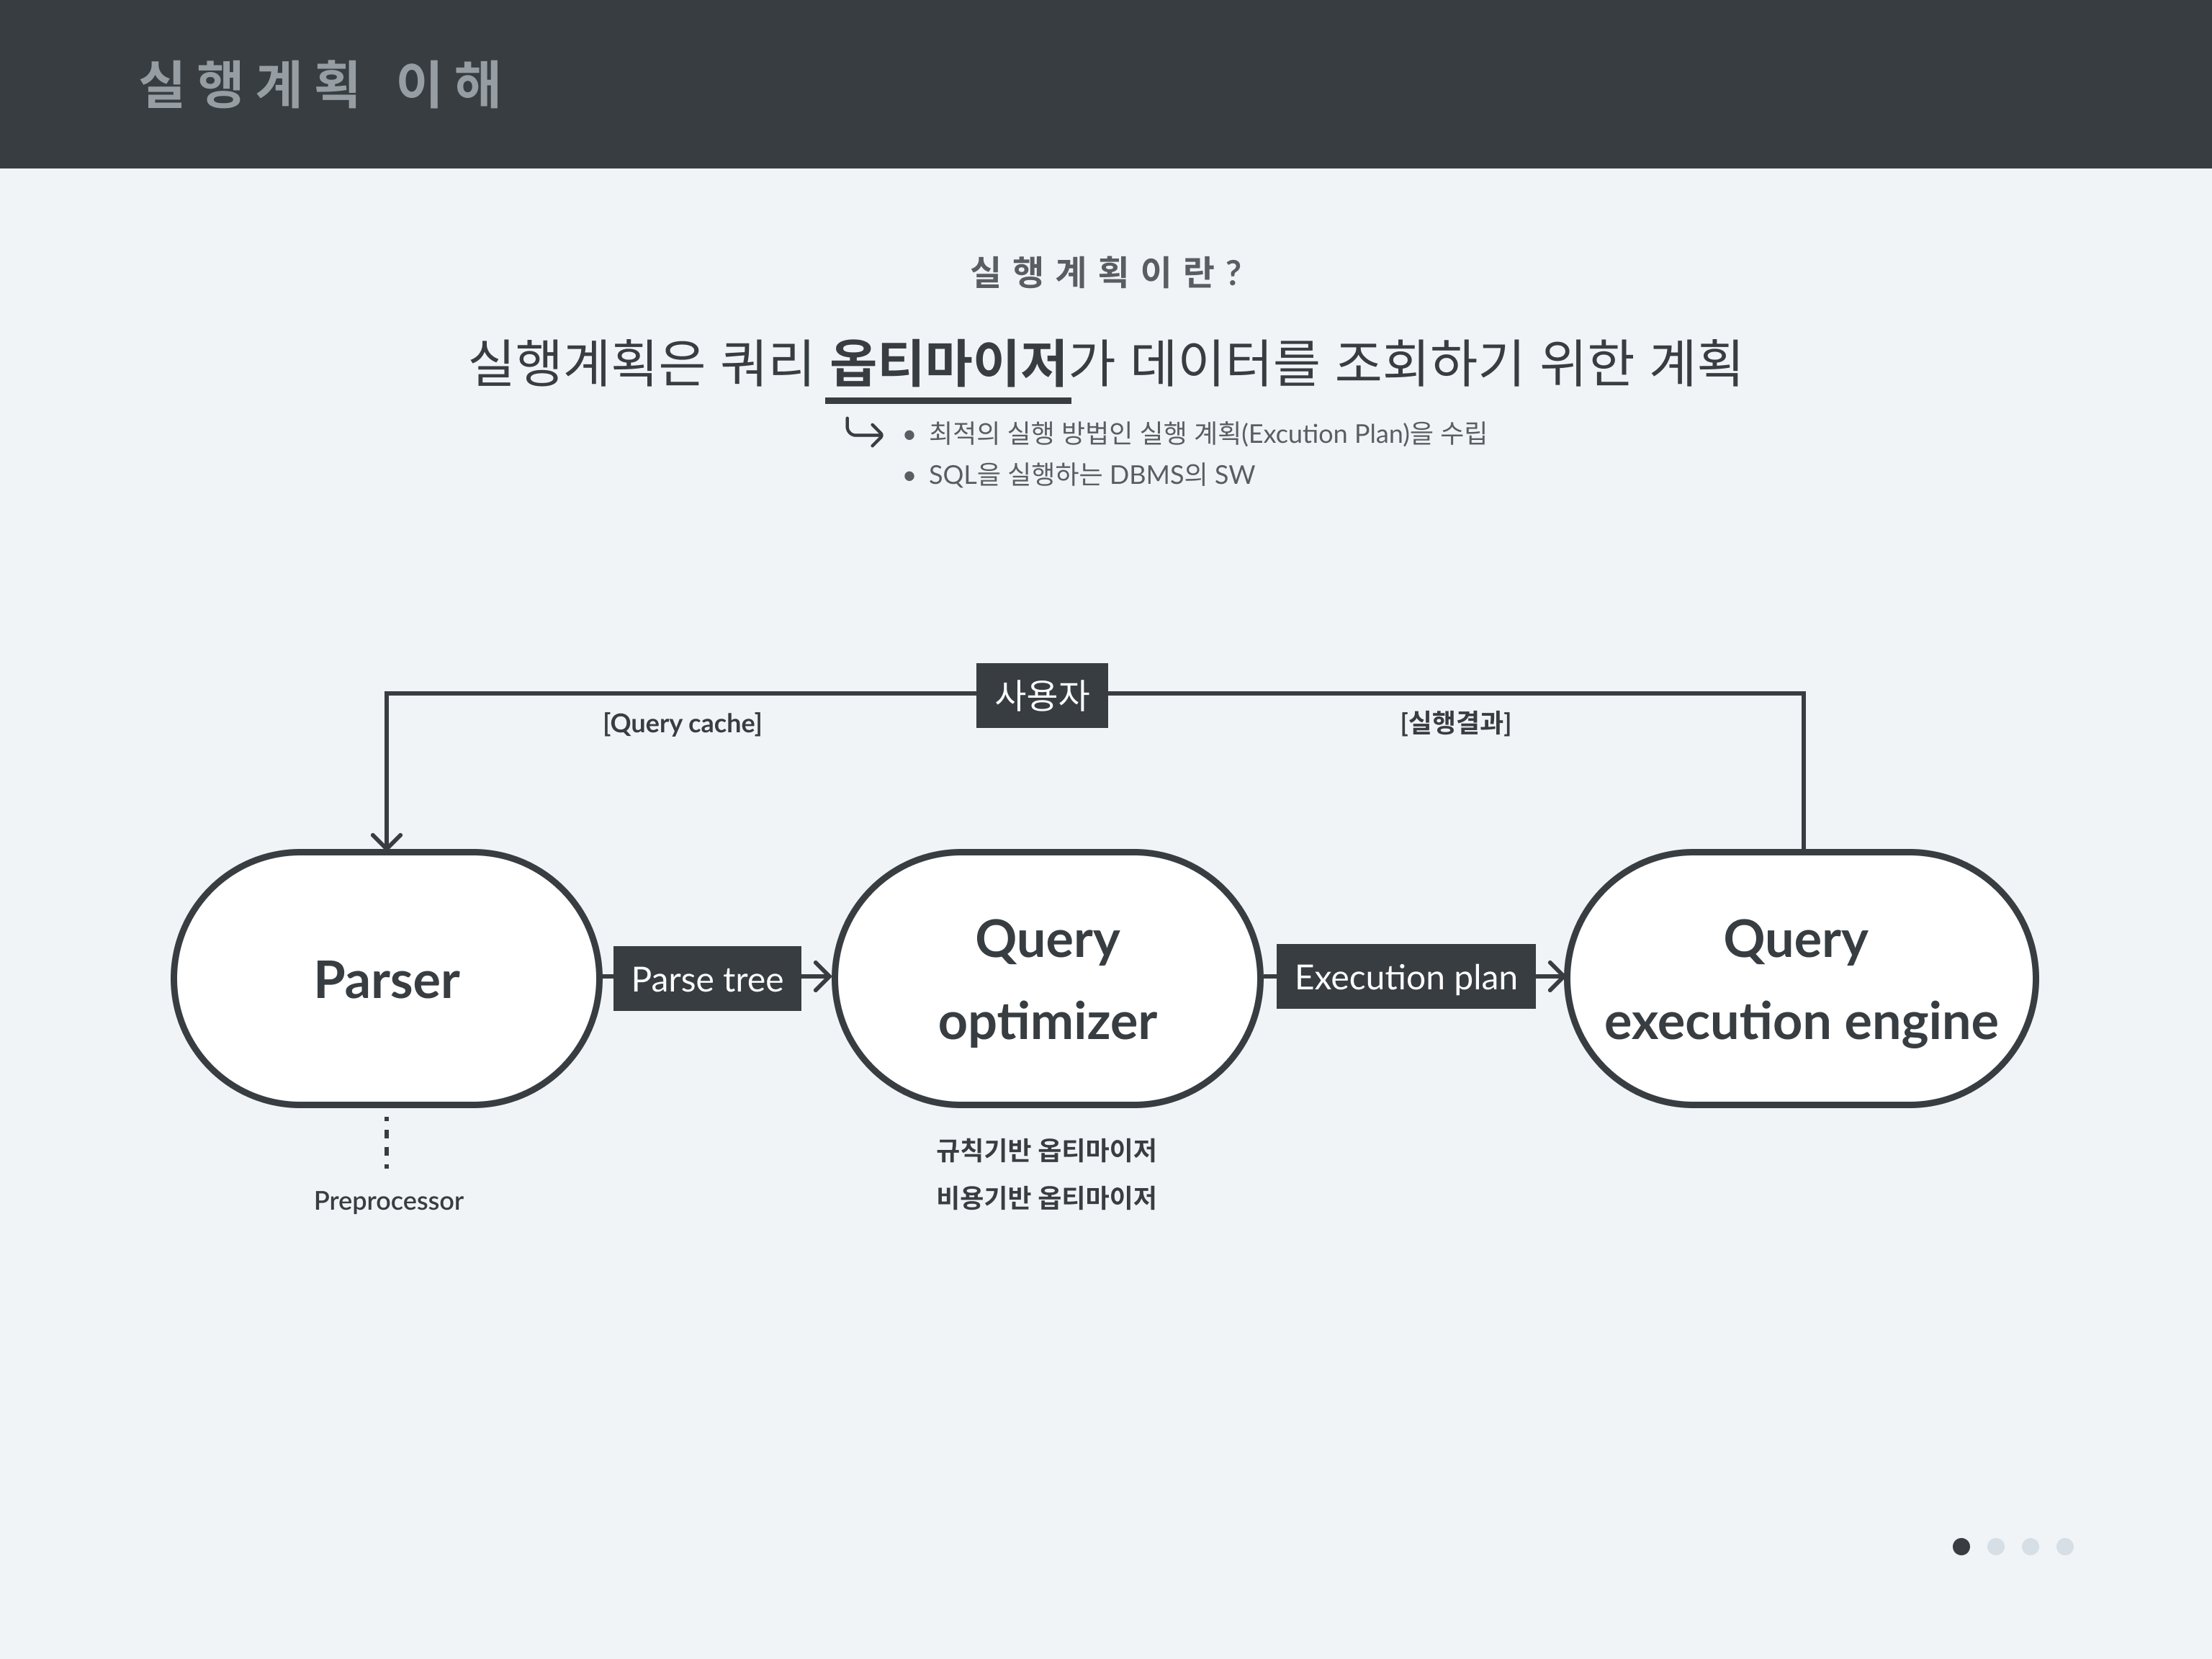 실행계획 이해
실행계획이란?
실행계획은 쿼리 옵티마이저가 데이터를 조회하기 위한 계획
• 최적의 실행 방법인 실행 계획(Excution Plan)을 수립
• SQL을 실행하는 DBMS의 SW
사용자
[Query cache]
[실행결과]
Parser
Parse tree
Query
optimizer
Execution plan
Query
execution engine
Preprocessor
규칙기반 옵티마이저
비용기반 옵티마이저